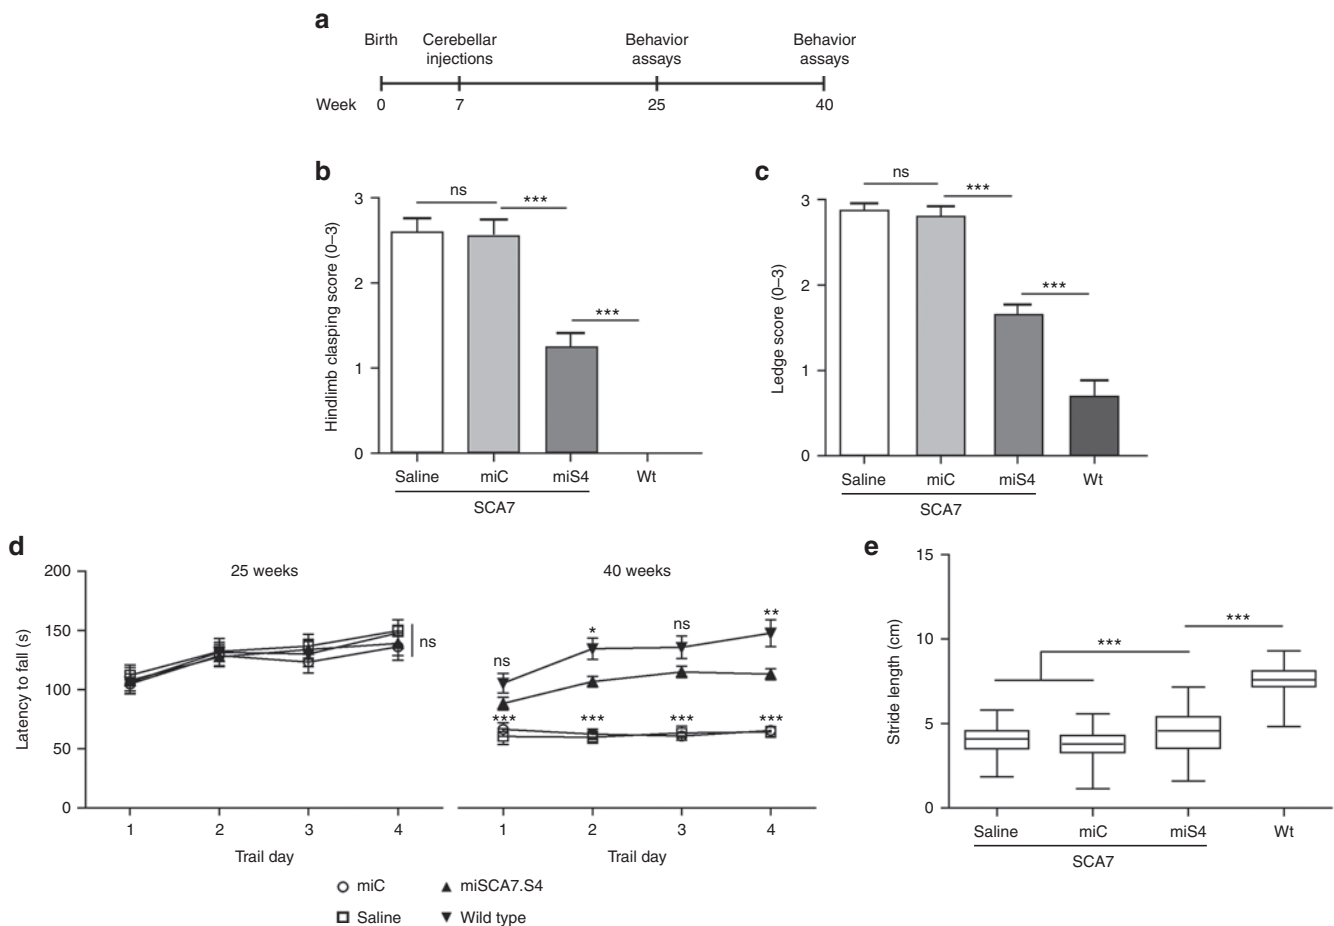 a
Birth
Cerebellar
injections
Behavior
assays
Behavior
assays
Week 0 7 25 40
b
Hindlimb clasping score (0–3)
3
2
1
0
ns
***
***
Saline miC miS4 Wt
SCA7
c
Ledge score (0–3)
3
2
1
0
ns
***
***
Saline miC miS4 Wt
SCA7
d
Latency to fall (s)
200
150
100
50
0
25 weeks
ns
1 2 3 4
Trail day
40 weeks
ns * ns **
*** *** *** ***
1 2 3 4
Trail day
miC
miSCA7.S4
Saline
Wild type
e
Stride length (cm)
15
10
5
0
***
***
Saline miC miS4 Wt
SCA7